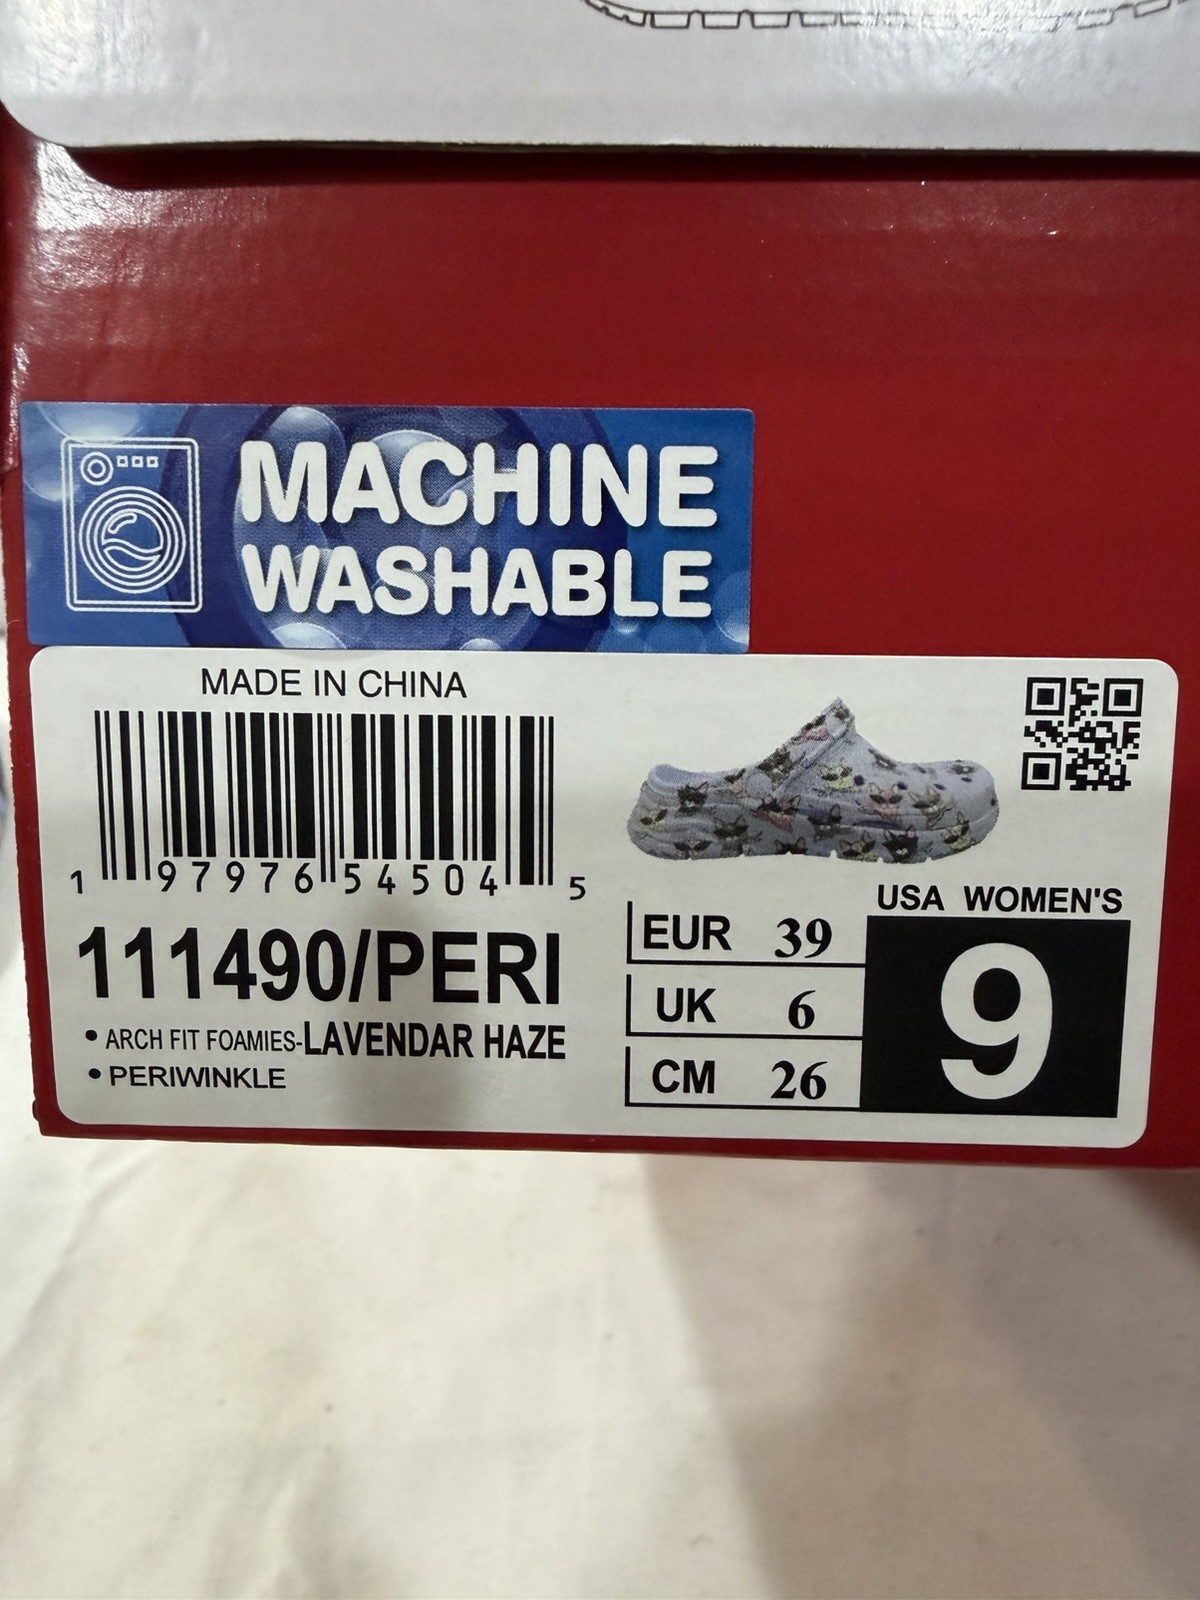 MACHINE
WASHABLE
MADE IN CHINA
1 97976 54504 5
111490/PERI
• ARCH FIT FOAMIES-LAVENDAR HAZE
• PERIWINKLE
USA WOMEN'S
9
EUR 39
UK 6
CM 26